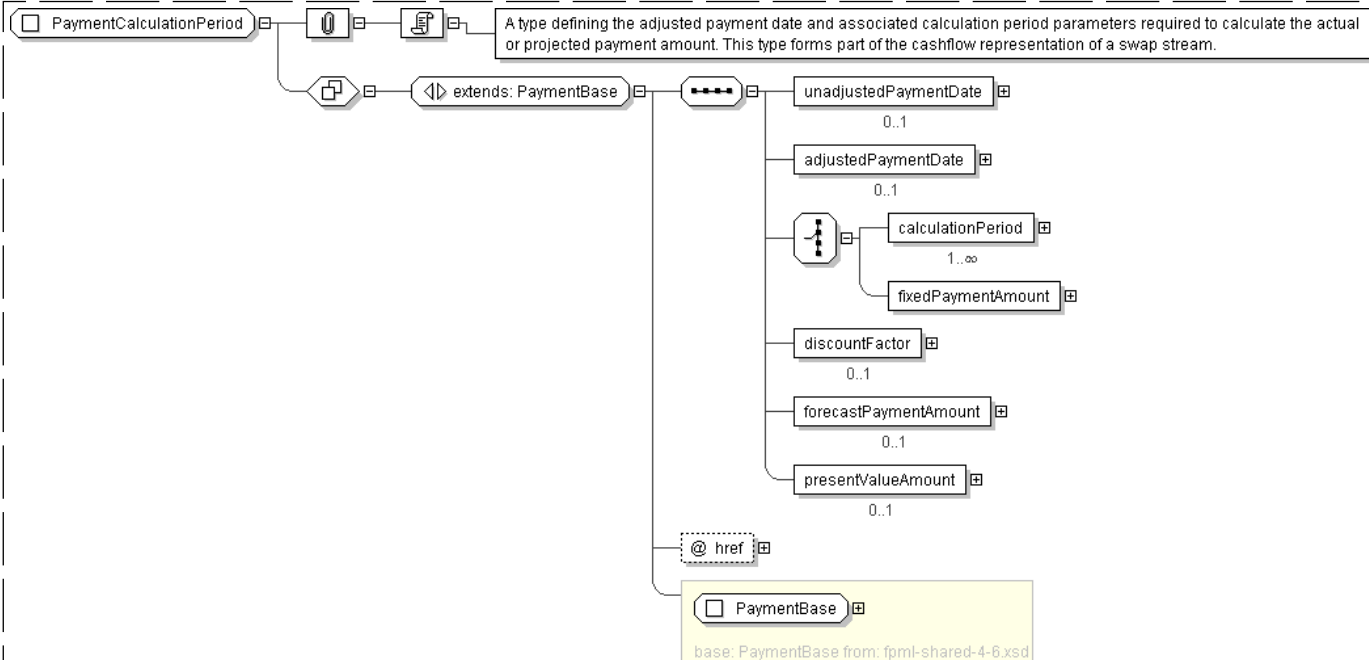 PaymentCalculationPeriod
A type defining the adjusted payment date and associated calculation period parameters required to calculate the actual
or projected payment amount. This type forms part of the cashflow representation of a swap stream.
extends: PaymentBase
unadjustedPaymentDate
0..1
adjustedPaymentDate
0..1
calculationPeriod
1..∞
fixedPaymentAmount
discountFactor
0..1
forecastPaymentAmount
0..1
presentValueAmount
0..1
@ href
PaymentBase
base: PaymentBase from: fpml-shared-4-6.xsd